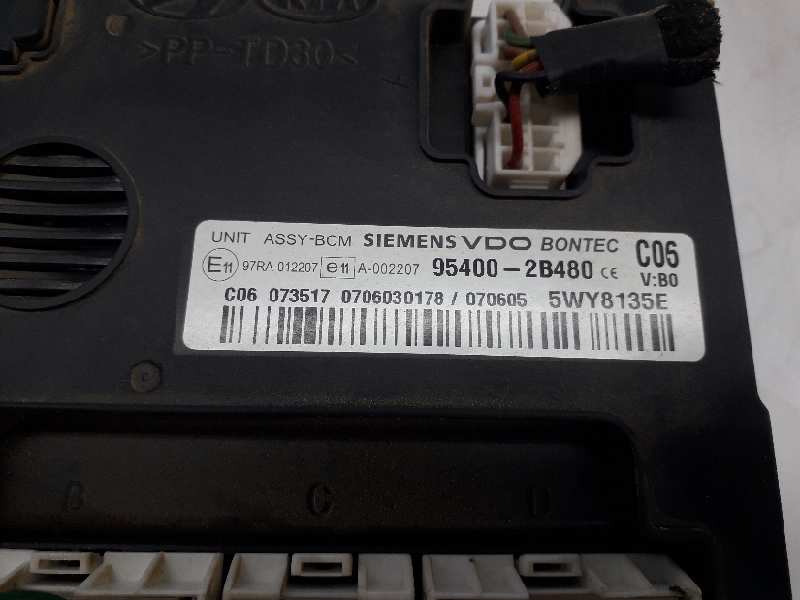 KIA
>PP-TD30<
UNIT ASSY-BCM SIEMENS VDO BONTEC C06
E11 97RA 012207 e11 A-002207 95400-2B480 CE V:B0
C06 073517 0706030178 / 070605 5WY8135E
B C D